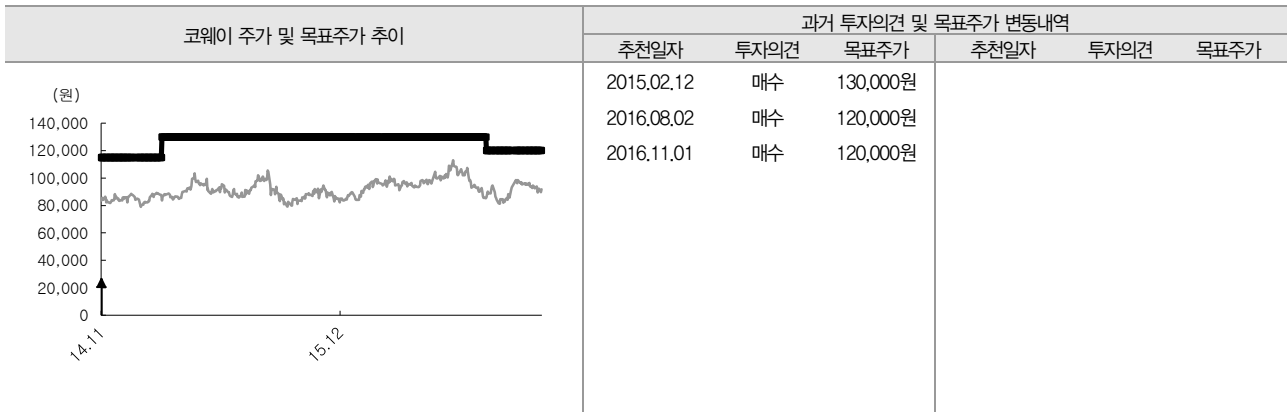 코웨이 주가 및 목표주가 추이
과거 투자의견 및 목표주가 변동내역
추천일자 투자의견 목표주가 추천일자 투자의견 목표주가
2015.02.12 매수 130,000원
2016.08.02 매수 120,000원
2016.11.01 매수 120,000원
(원)
140,000
120,000
100,000
80,000
60,000
40,000
20,000
0
14.11 15.12